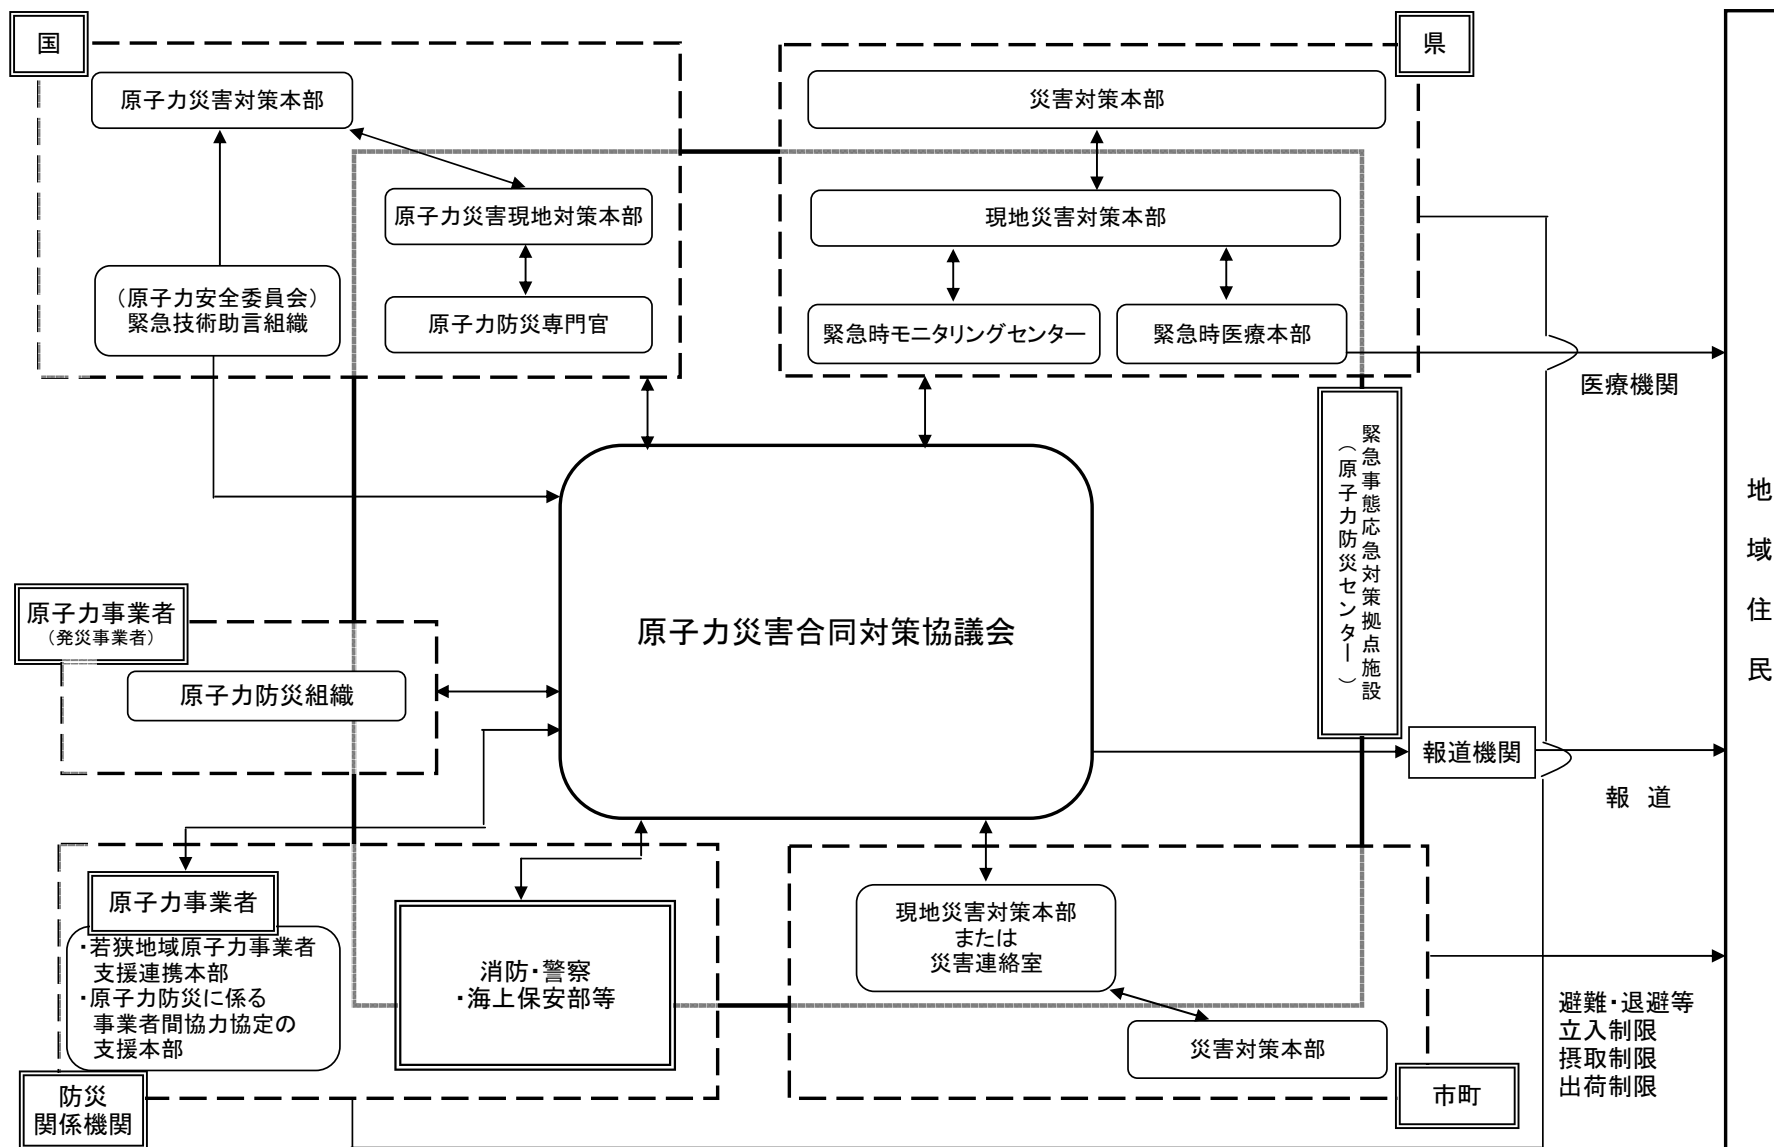 国
県
原子力災害対策本部
災害対策本部
原子力災害現地対策本部
現地災害対策本部
（原子力安全委員会）
緊急技術助言組織
原子力防災専門官
緊急時モニタリングセンター
緊急時医療本部
医療機関
緊急事態応急対策拠点施設
（原子力防災センター）
地域住民
原子力事業者
（発災事業者）
原子力災害合同対策協議会
原子力防災組織
報道機関
報 道
原子力事業者
・若狭地域原子力事業者
支援連携本部
・原子力防災に係る
事業者間協力協定の
支援本部
消防・警察
・海上保安部等
現地災害対策本部
または
災害連絡室
災害対策本部
避難・退避等
立入制限
摂取制限
出荷制限
防災
関係機関
市町